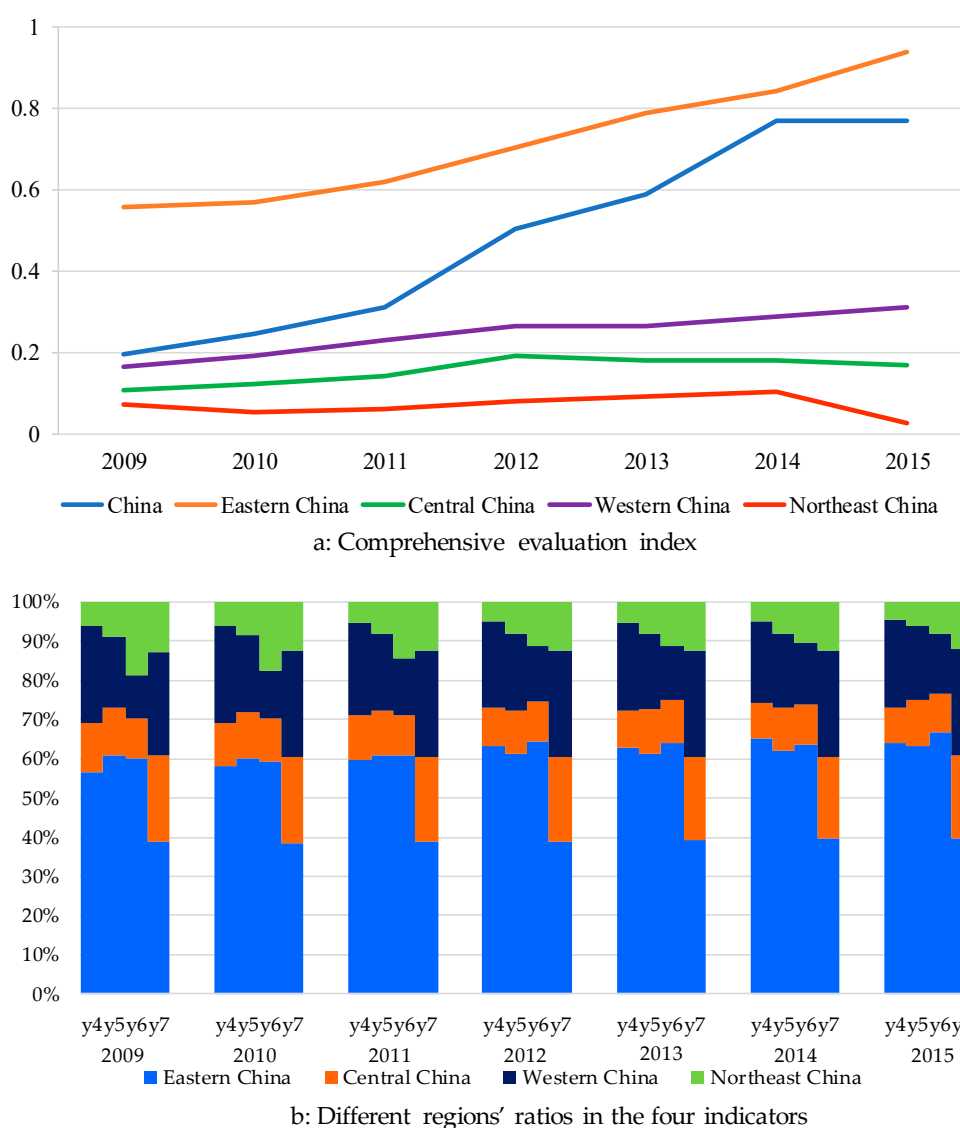 1
0.8
0.6
0.4
0.2
0
2009 2010 2011 2012 2013 2014 2015
China Eastern China Central China Western China Northeast China
a: Comprehensive evaluation index
100%
90%
80%
70%
60%
50%
40%
30%
20%
10%
0%
y4y5y6y7 y4y5y6y7 y4y5y6y7 y4y5y6y7 y4y5y6y7 y4y5y6y7 y4y5y6y
2009 2010 2011 2012 2013 2014 2015
Eastern China Central China Western China Northeast China
b: Different regions' ratios in the four indicators